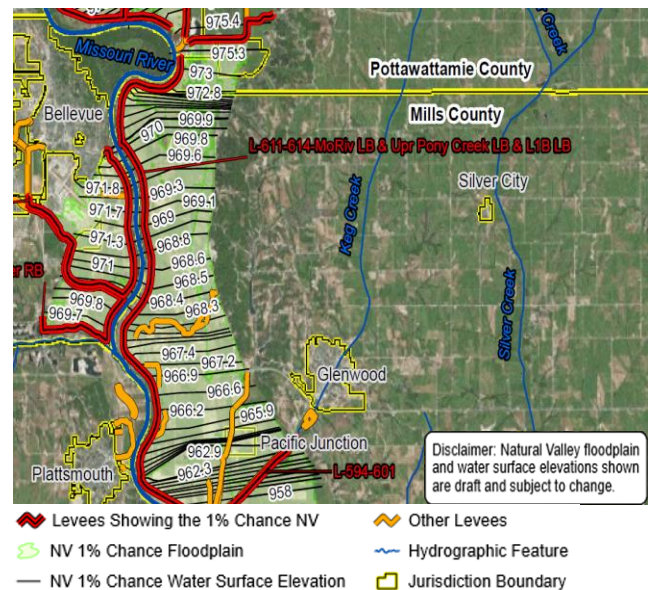 975.4
Missouri River
975.3
973
Pottawattamie County
972.8
Mills County
Bellevue
969.9
970
969.8
L-611-614-MoRiv LB & Upr Pony Creek LB & L1B LB
969.6
Silver City
971.8
969.3
969.1
971.7
969
Keg Creek
971.3
968.8
968.6
971
968.5
er RB
969.8
968.4
968.3
969.7
Silver Creek
967.4
967.2
966.9
Glenwood
966.6
966.2
965.9
Pacific Junction
962.9
Plattsmouth
962.3
L-594-601
958
Disclaimer: Natural Valley floodplain
and water surface elevations shown
are draft and subject to change.
Levees Showing the 1% Chance NV
Other Levees
NV 1% Chance Floodplain
Hydrographic Feature
NV 1% Chance Water Surface Elevation
Jurisdiction Boundary